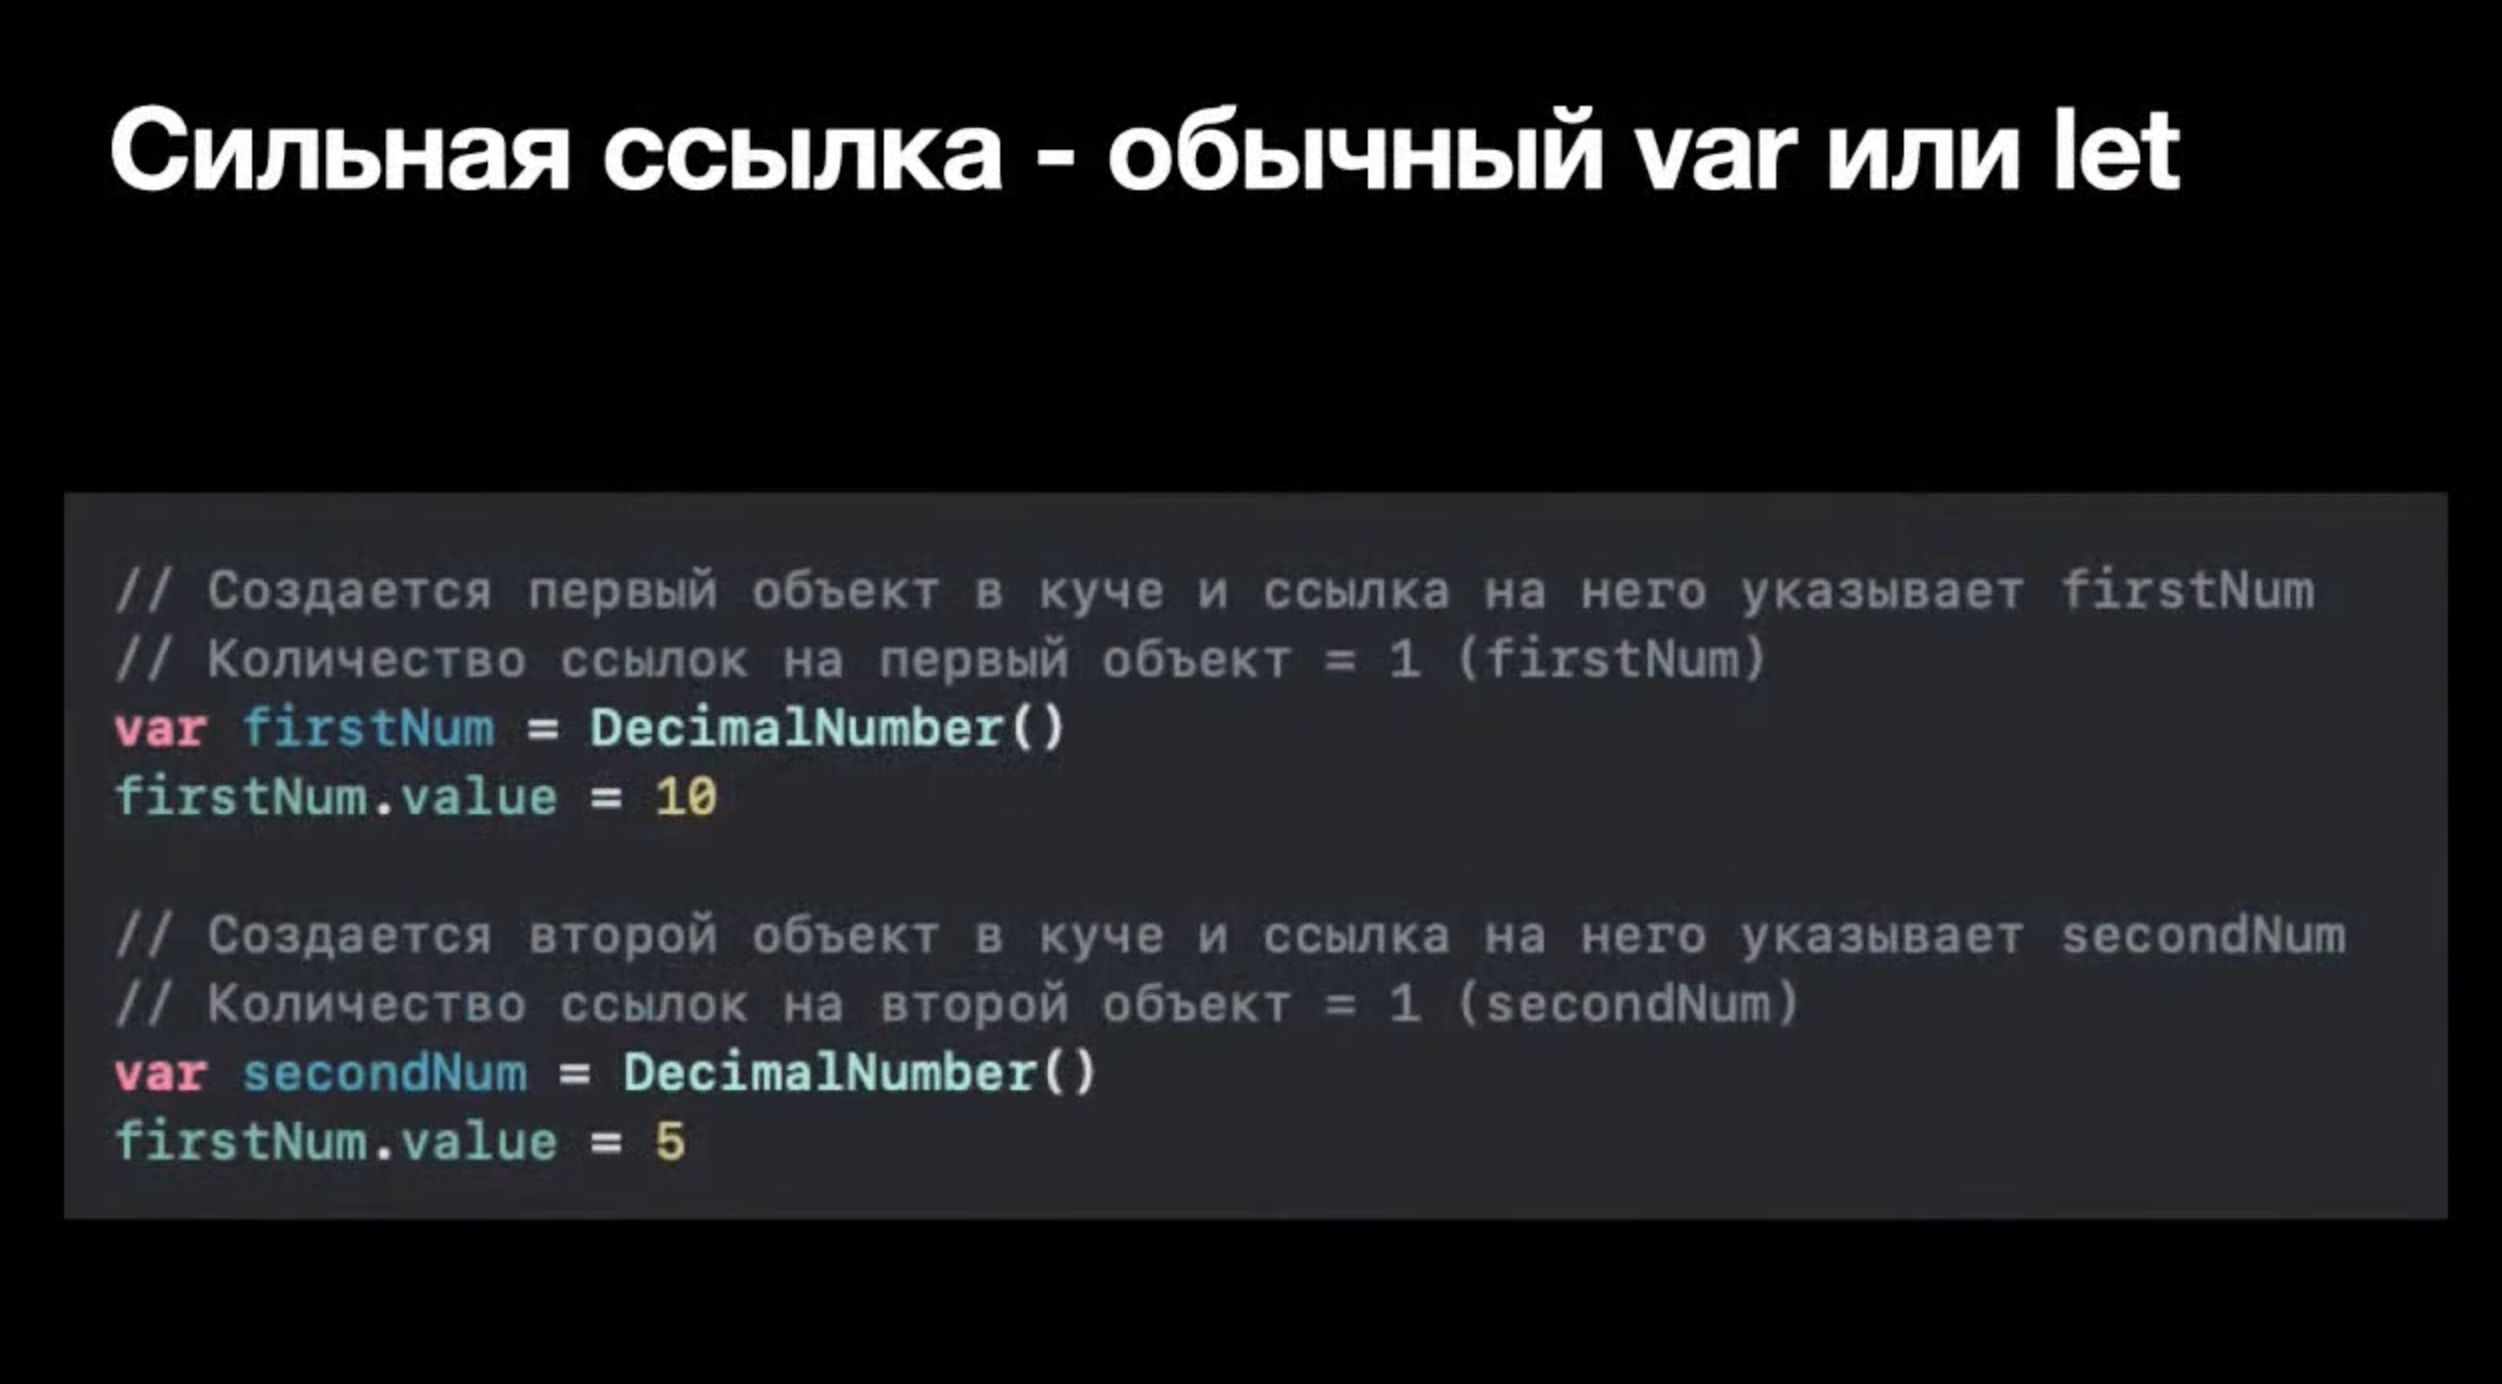 Сильная ссылка - обычный var или let
// Создается первый объект в куче и ссылка на него указывает firstNum
// Количество ссылок на первый объект = 1 (firstNum)
var firstNum = DecimalNumber()
firstNum.value = 10
// Создается второй объект в куче и ссылка на него указывает secondNum
// Количество ссылок на второй объект = 1 (secondNum)
var secondNum = DecimalNumber()
firstNum.value = 5